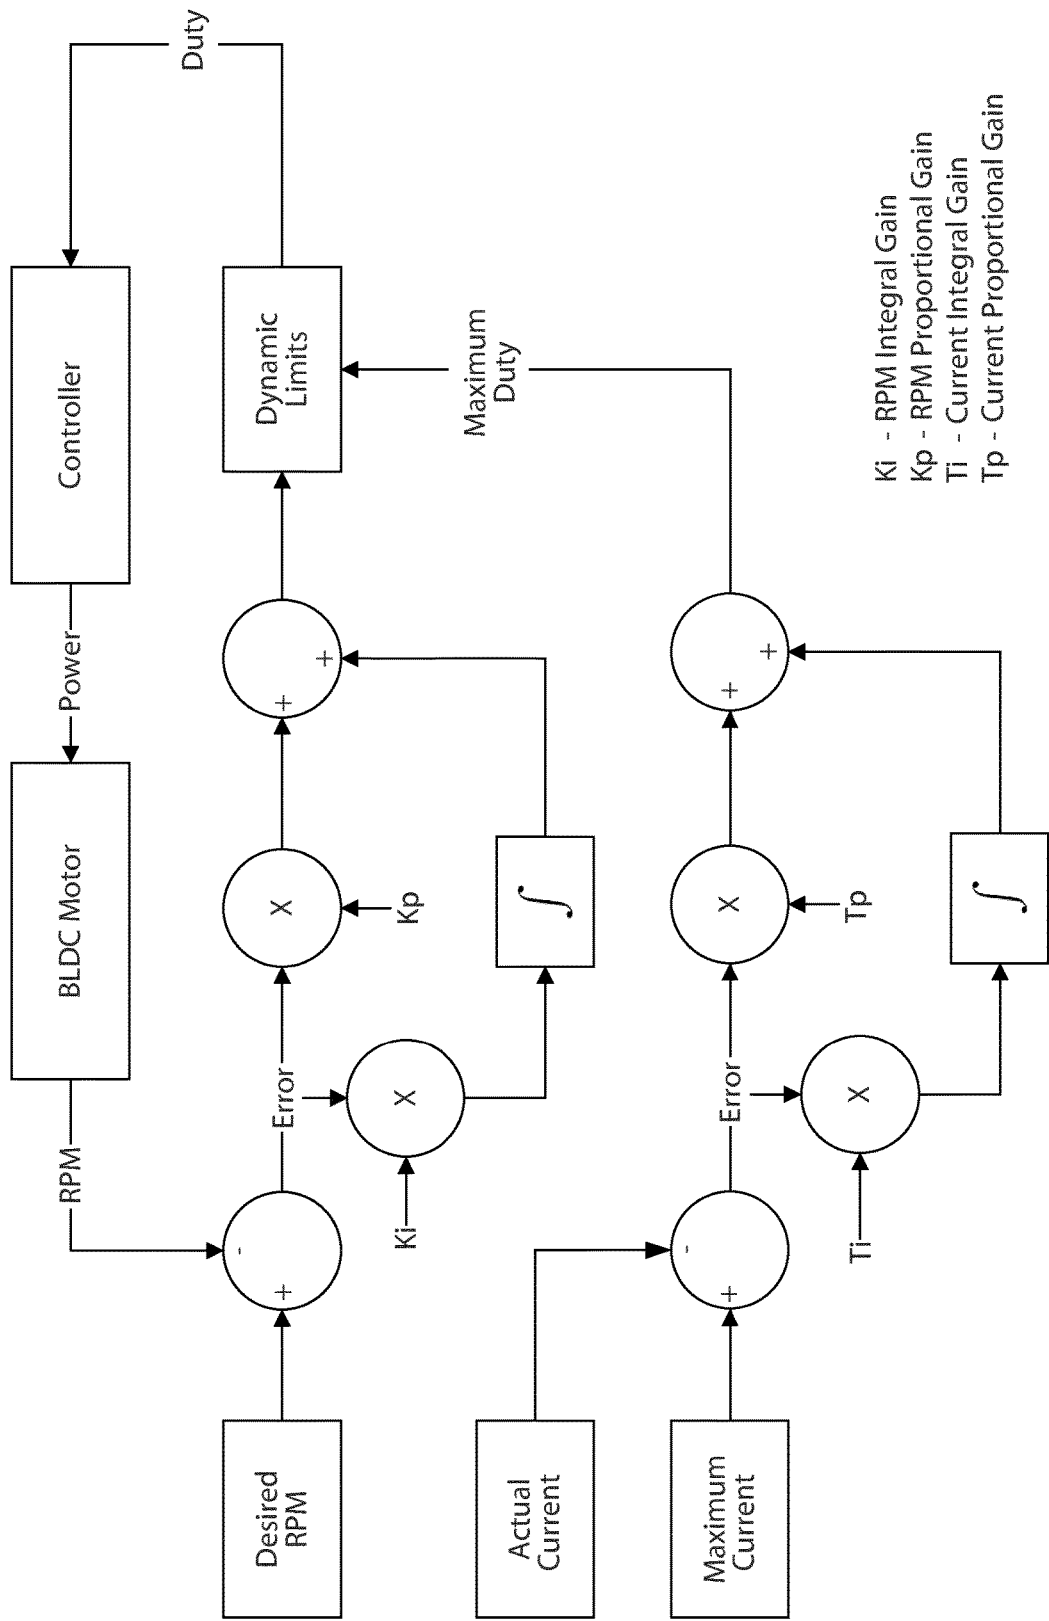 RPM
BLDC Motor
Power
Controller
Duty
Desired
RPM
+
-
Error
X
Kp
+
+
Dynamic
Limits
Ki
X
∫
Maximum
Duty
Actual
Current
Maximum
Current
+
-
Error
X
Tp
+
+
Ti
X
∫
Ki - RPM Integral Gain
Kp - RPM Proportional Gain
Ti - Current Integral Gain
Tp - Current Proportional Gain